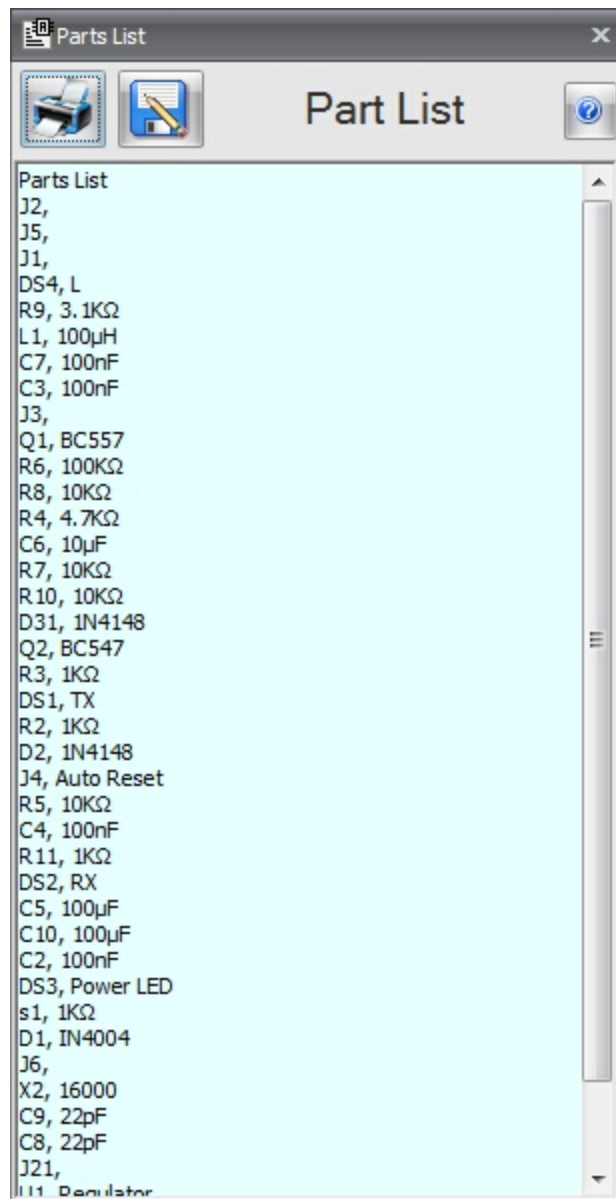 Parts List
Part List
Parts List
J2,
J5,
J1,
DS4, L
R9, 3.1KΩ
L1, 100µH
C7, 100nF
C3, 100nF
J3,
Q1, BC557
R6, 100KΩ
R8, 10KΩ
R4, 4.7KΩ
C6, 10µF
R7, 10KΩ
R10, 10KΩ
D31, 1N4148
Q2, BC547
R3, 1KΩ
DS1, TX
R2, 1KΩ
D2, 1N4148
J4, Auto Reset
R5, 10KΩ
C4, 100nF
R11, 1KΩ
DS2, RX
C5, 100µF
C10, 100µF
C2, 100nF
DS3, Power LED
s1, 1KΩ
D1, IN4004
J6,
X2, 16000
C9, 22pF
C8, 22pF
J21,
U1, Regulator